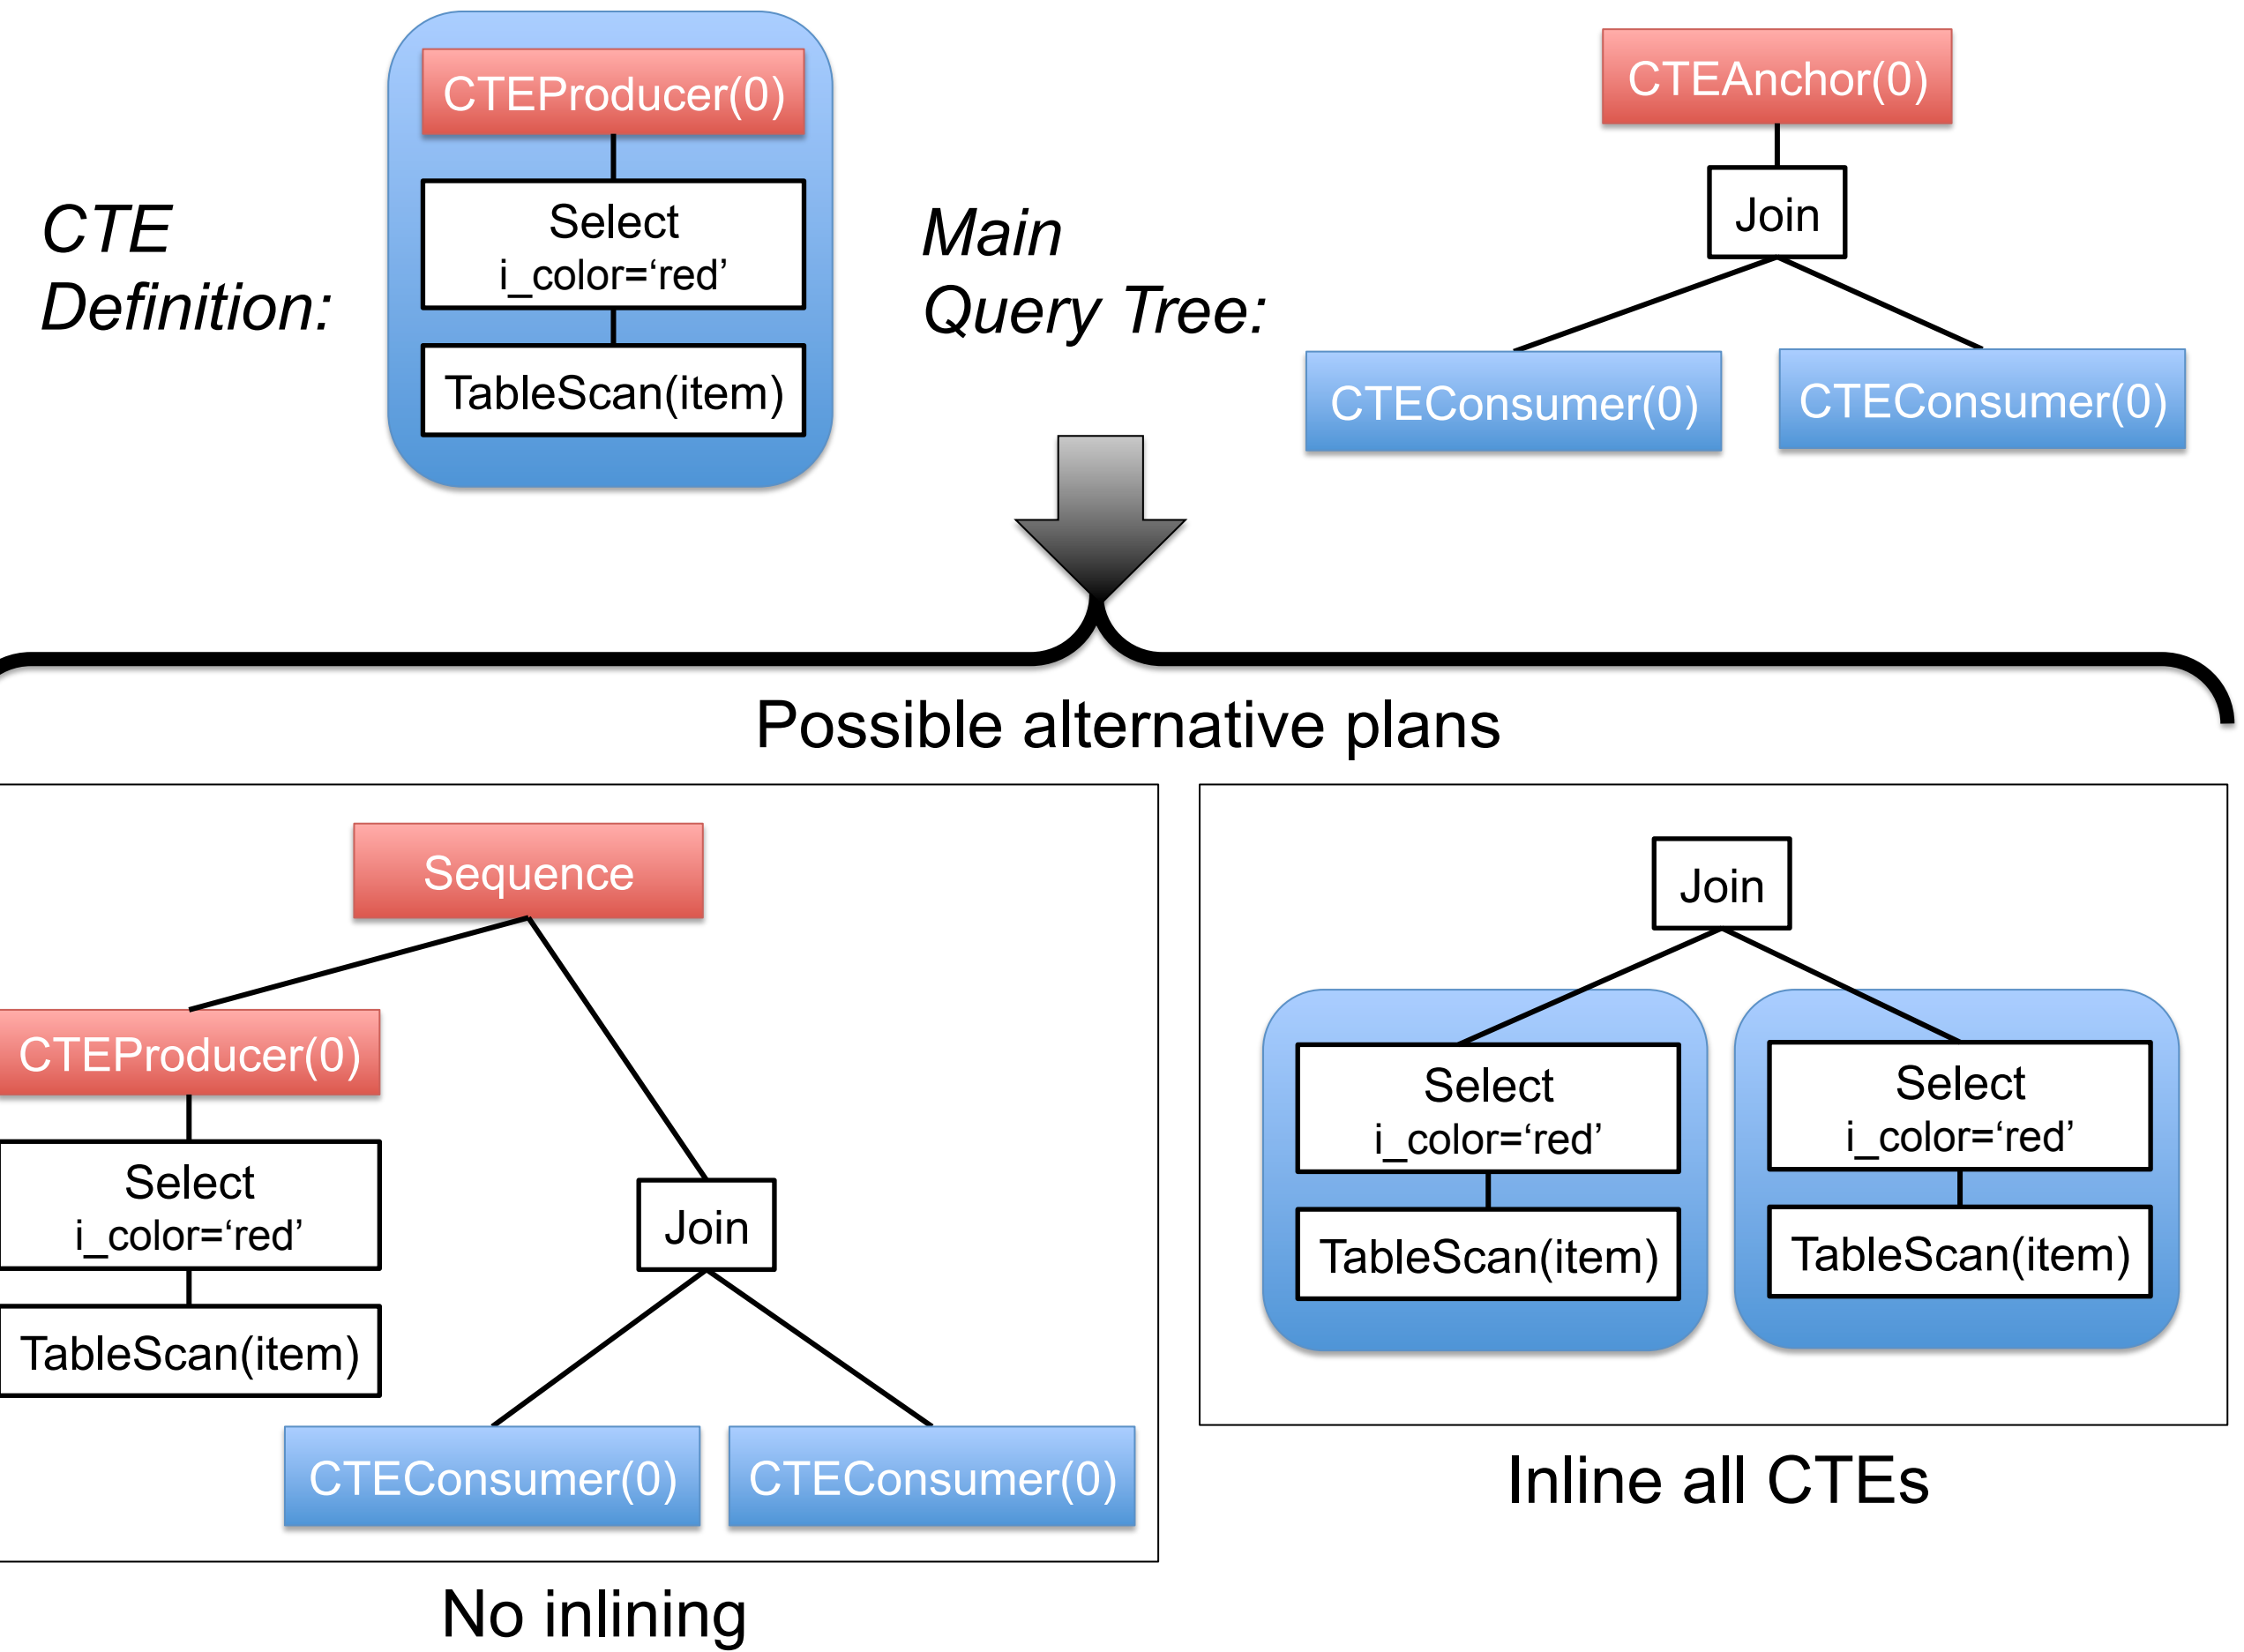 CTEProducer(0)
Select
i_color=‘red’
TableScan(item)
CTE
Definition:
Main
Query Tree:
CTEAnchor(0)
Join
CTEConsumer(0)
CTEConsumer(0)
Possible alternative plans
Sequence
CTEProducer(0)
Select
i_color=‘red’
TableScan(item)
Join
CTEConsumer(0)
CTEConsumer(0)
No inlining
Join
Select
i_color=‘red’
TableScan(item)
Select
i_color=‘red’
TableScan(item)
Inline all CTEs